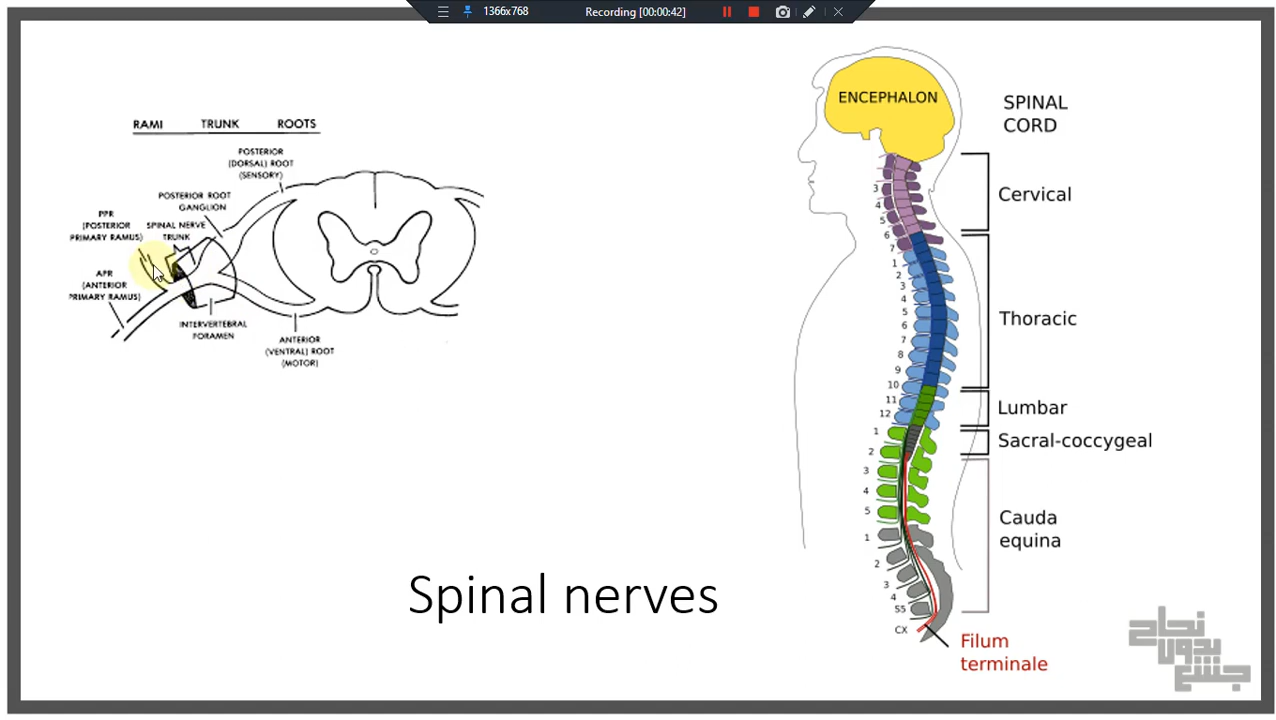 1366x768
Recording [00:00:42]
RAMI TRUNK ROOTS
POSTERIOR
(DORSAL) ROOT
(SENSORY)
POSTERIOR ROOT
GANGLION
PPR
(POSTERIOR
PRIMARY RAMUS)
SPINAL NERVE
TRUNK
APR
(ANTERIOR
PRIMARY RAMUS)
INTERVERTEBRAL
FORAMEN
ANTERIOR
(VENTRAL) ROOT
(MOTOR)
Spinal nerves
ENCEPHALON
SPINAL
CORD
Cervical
Thoracic
Lumbar
Sacral-coccygeal
Cauda
equina
Filum
terminale
3
4
5
6
7
1
2
3
4
5
6
7
8
9
10
11
12
1
2
3
4
5
1
2
3
4
S5
CX
نجاح
بدون
جشع